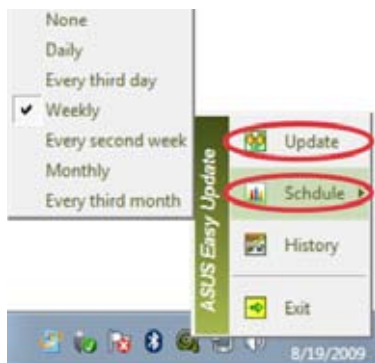 None
Daily
Every third day
Weekly
Every second week
Monthly
Every third month
ASUS Easy Update
Update
Schdule
History
Exit
8/19/2009